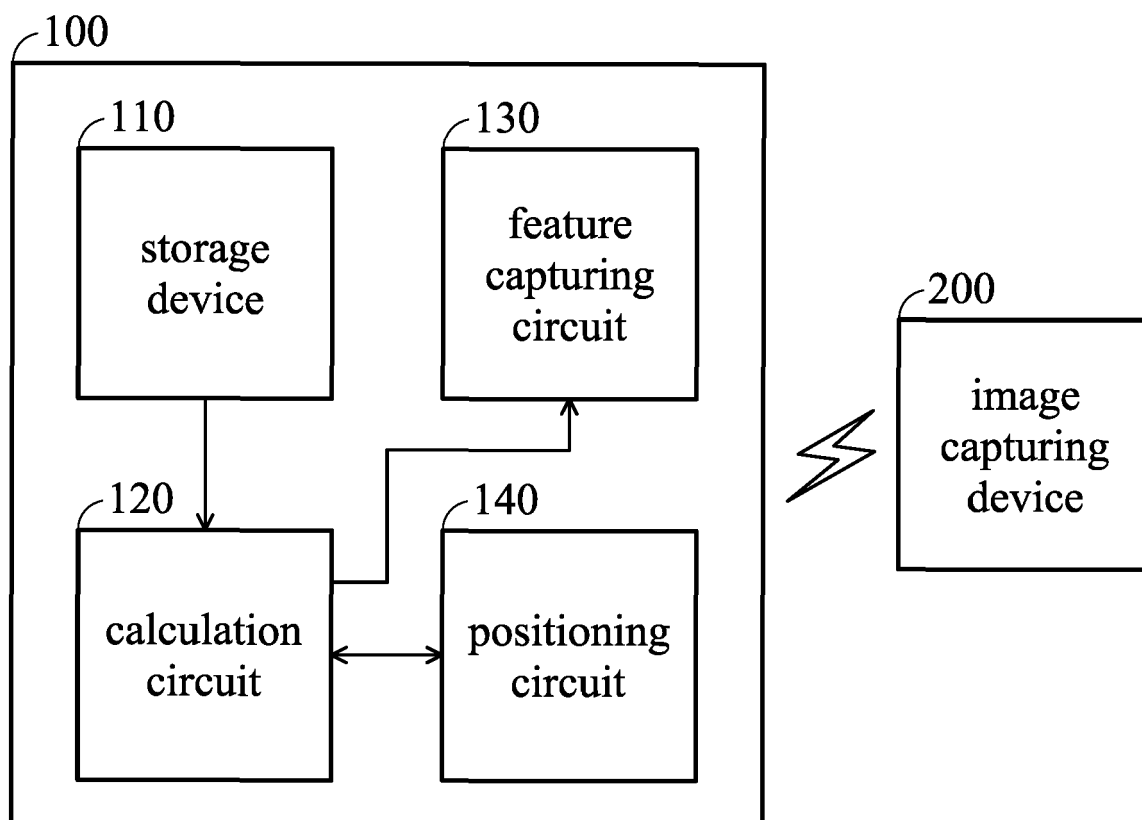 100
110
storage
device
130
feature
capturing
circuit
200
image
capturing
device
120
calculation
circuit
140
positioning
circuit